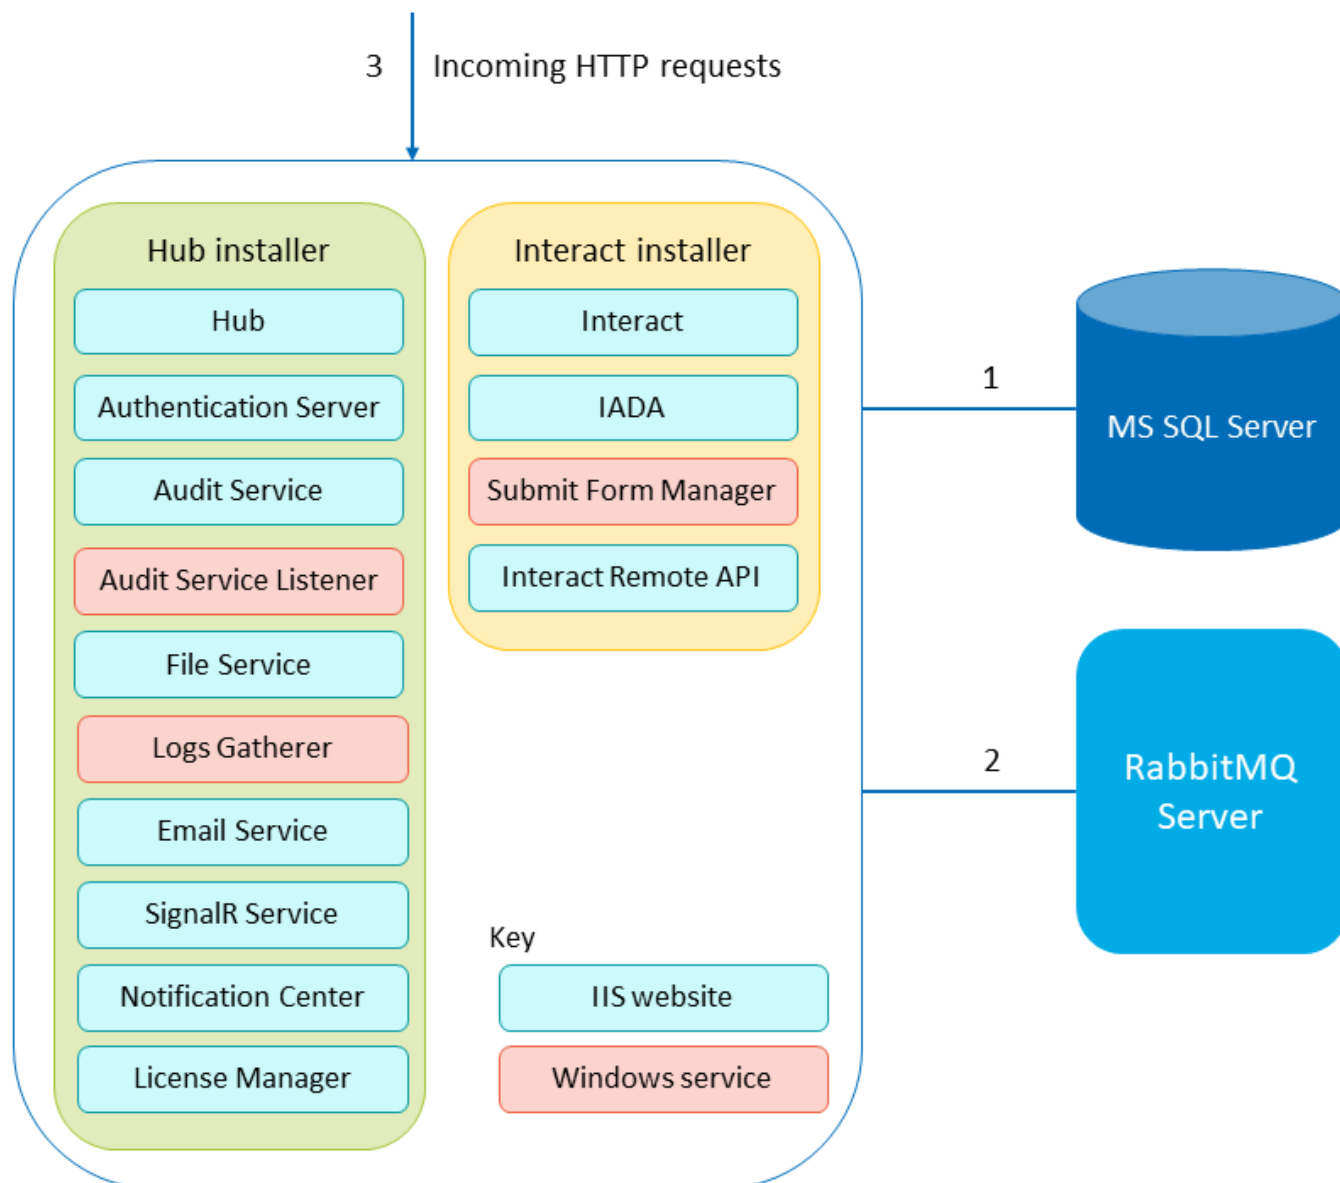 3 Incoming HTTP requests
Hub installer
Hub
Authentication Server
Audit Service
Audit Service Listener
File Service
Logs Gatherer
Email Service
SignalR Service
Notification Center
License Manager
Interact installer
Interact
IADA
Submit Form Manager
Interact Remote API
Key
IIS website
Windows service
1
MS SQL Server
2
RabbitMQ
Server